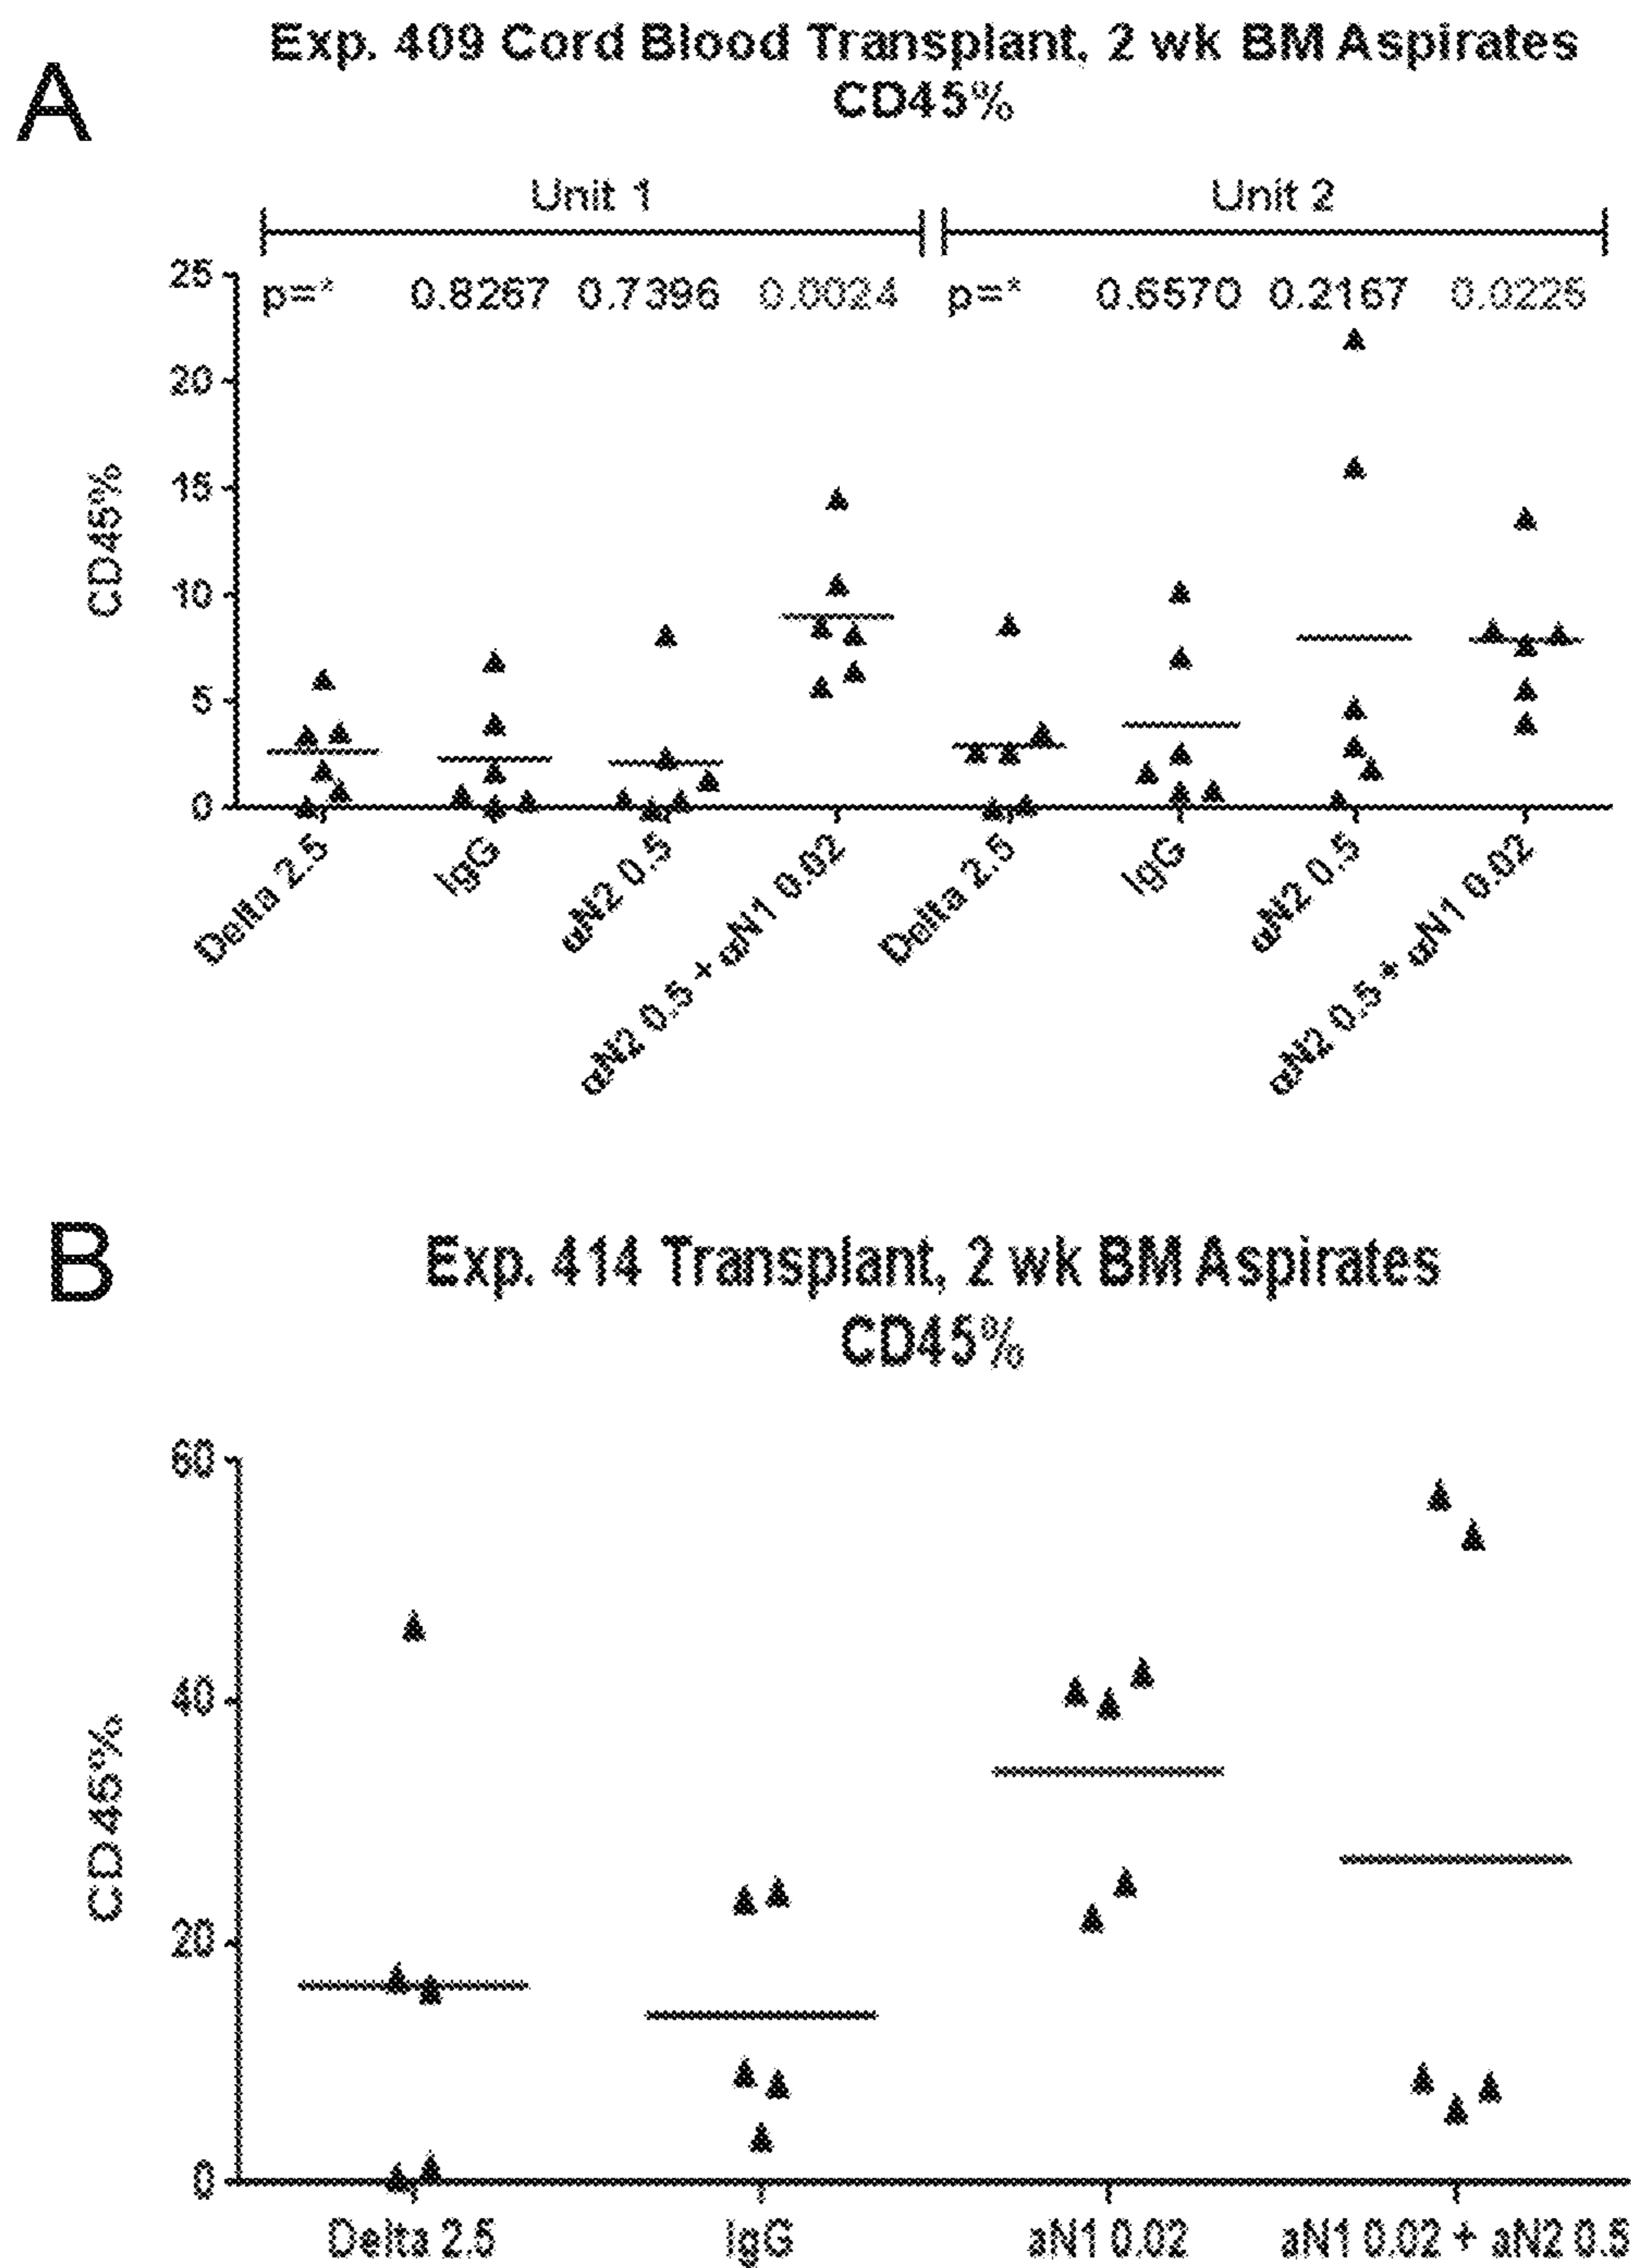 A
Exp. 409 Cord Blood Transplant, 2 wk BM Aspirates
CD45%
Unit 1 Unit 2
p=* 0.8267 0.7396 0.0024 p=* 0.6570 0.2167 0.0225
25
20
15
10
5
0
CD45%
Delta 2.5
IgG
αN2 0.5
αN2 0.5 + αN1 0.02
Delta 2.5
IgG
αN2 0.5
αN2 0.5 + αN1 0.02
B
Exp. 414 Transplant, 2 wk BM Aspirates
CD45%
60
40
20
0
CD45%
Delta 2.5 IgG aN1 0.02 aN1 0.02 + aN2 0.5